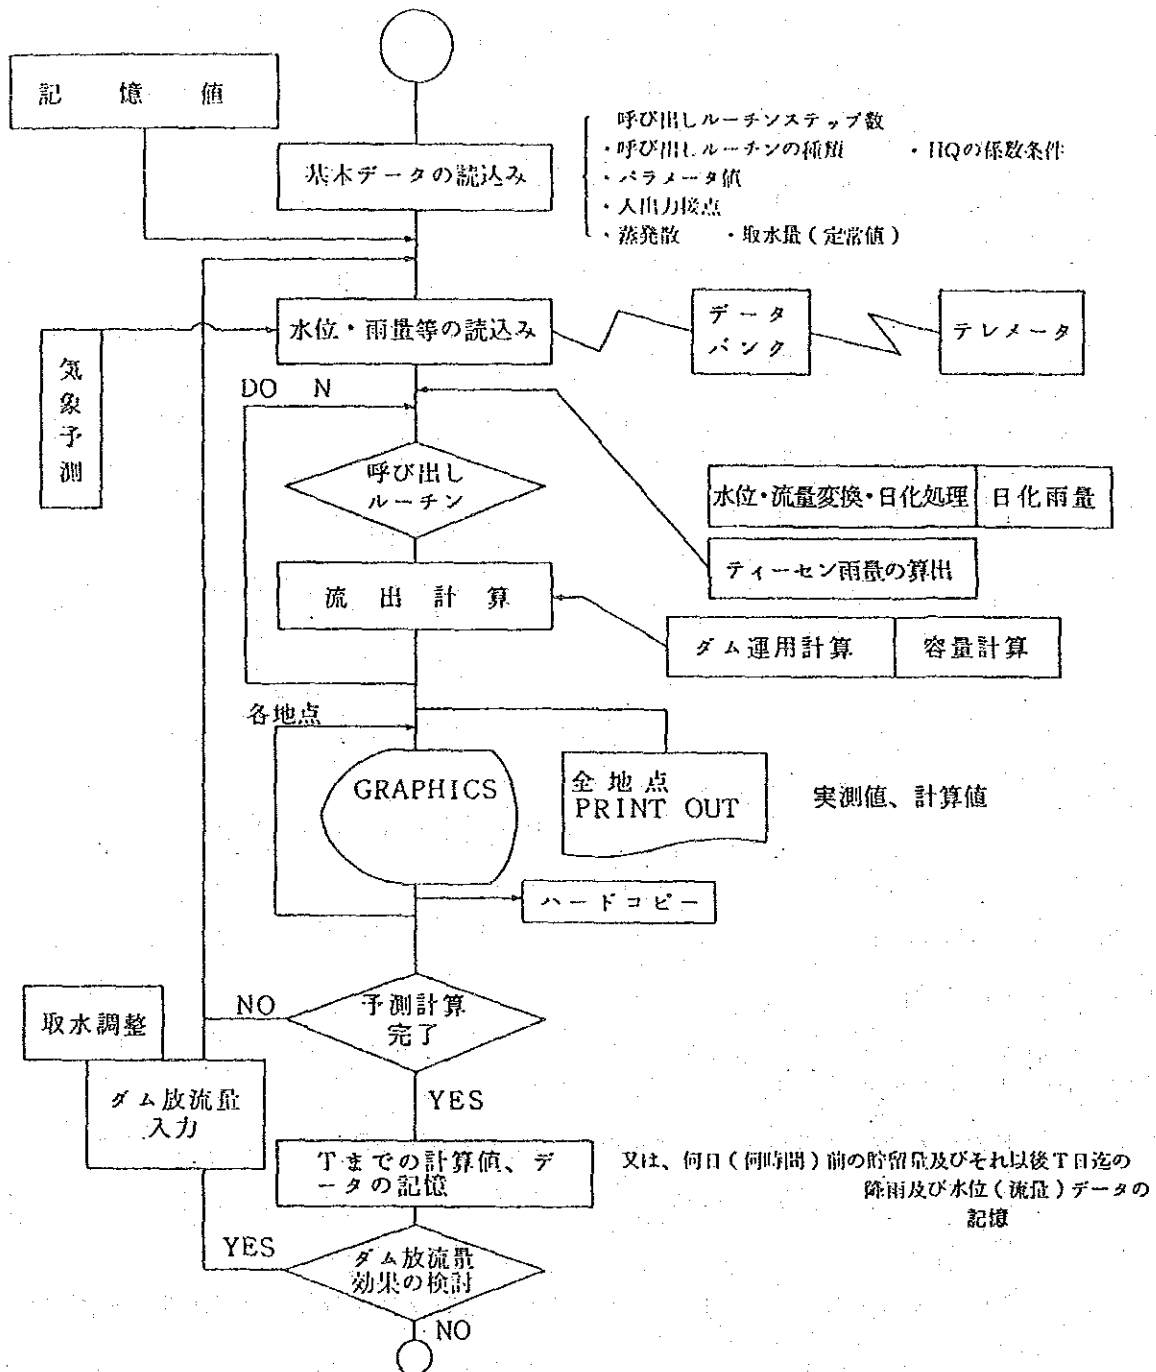 記憶値
基本データの読込み
呼び出しルーチンステップ数
・呼び出しルーチンの種類 ・HQの係数条件
・パラメータ値
・入出力接点
・蒸発散 ・取水量(定常値)
水位・雨量等の読込み
データ
バンク
テレメータ
気象予測
DO N
呼び出し
ルーチン
水位・流量変換・日化処理 日化雨量
ティーセン雨量の算出
流出計算
ダム運用計算 容量計算
各地点
GRAPHICS
全地点
PRINT OUT
実測値、計算値
ハードコピー
予測計算
完了
NO
取水調整
ダム放流量
入力
YES
Tまでの計算値、デ
ータの記憶
又は、何日(何時間)前の貯留量及びそれ以後T日迄の
降雨及び水位(流量)データの
記憶
YES
ダム放流量
効果の検討
NO